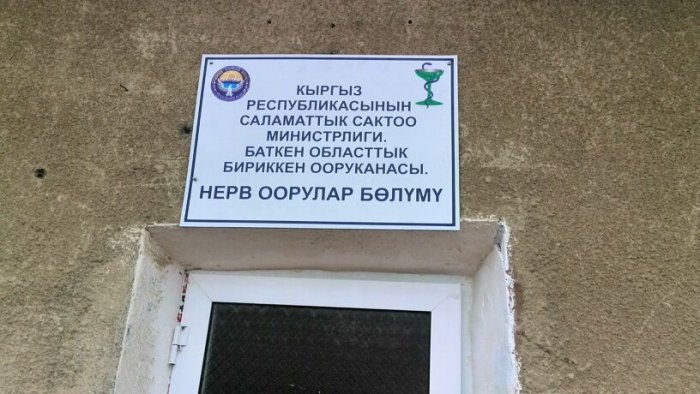 КЫРГЫЗ
РЕСПУБЛИКАСЫНЫН
САЛАМАТТЫК САКТОО
МИНИСТРЛИГИ.
БАТКЕН ОБЛАСТТЫК
БИРИККЕН ООРУКАНАСЫ.
НЕРВ ООРУЛАР БӨЛҮМҮ